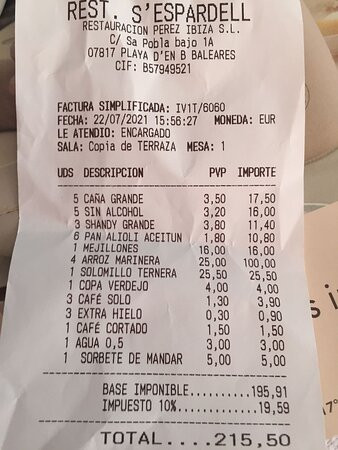 REST. S'ESPARDELL
RESTAURACION PEREZ IBIZA S.L.
C/ Sa Pobla bajo 1A
07817 PLAYA D'EN B BALEARES
CIF: B57949521
FACTURA SIMPLIFICADA: IV1T/6060
FECHA: 22/07/2021 15:56:27 MONEDA: EUR
LE ATENDIO: ENCARGADO
SALA: Copia de TERRAZA MESA: 1
UDS DESCRIPCION PVP IMPORTE
5 CAÑA GRANDE 3,50 17,50
5 SIN ALCOHOL 3,20 16,00
3 SHANDY GRANDE 3,80 11,40
6 PAN ALIOLI ACEITUN 1,80 10,80
1 MEJILLONES 16,00 16,00
4 ARROZ MARINERA 25,00 100,00
1 SOLOMILLO TERNERA 25,50 25,50
1 COPA VERDEJO 4,00 4,00
3 CAFÉ SOLO 1,30 3,90
3 EXTRA HIELO 0,30 0,90
1 CAFÉ CORTADO 1,50 1,50
1 AGUA 0,5 3,00 3,00
1 SORBETE DE MANDAR 5,00 5,00
BASE IMPONIBLE..........195,91
IMPUESTO 10%..............19,59
TOTAL....215,50